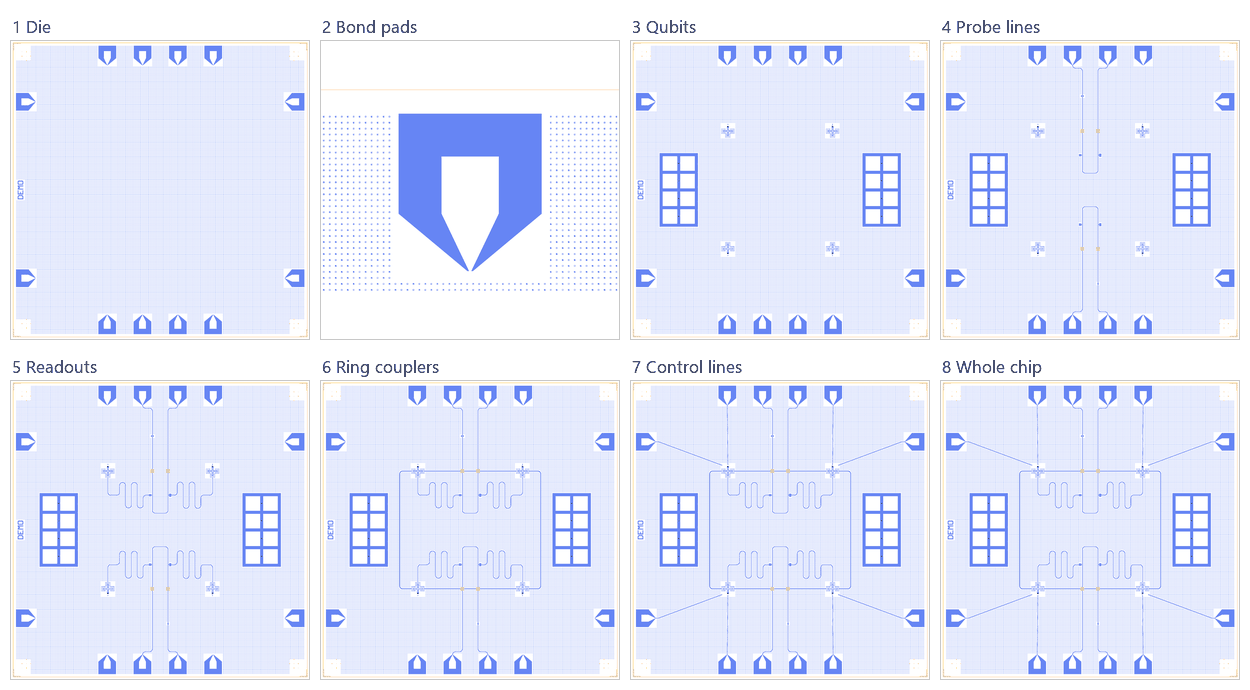 1 Die
2 Bond pads
3 Qubits
4 Probe lines
DEMO
DEMO
DEMO
5 Readouts
6 Ring couplers
7 Control lines
8 Whole chip
DEMO
DEMO
DEMO
DEMO